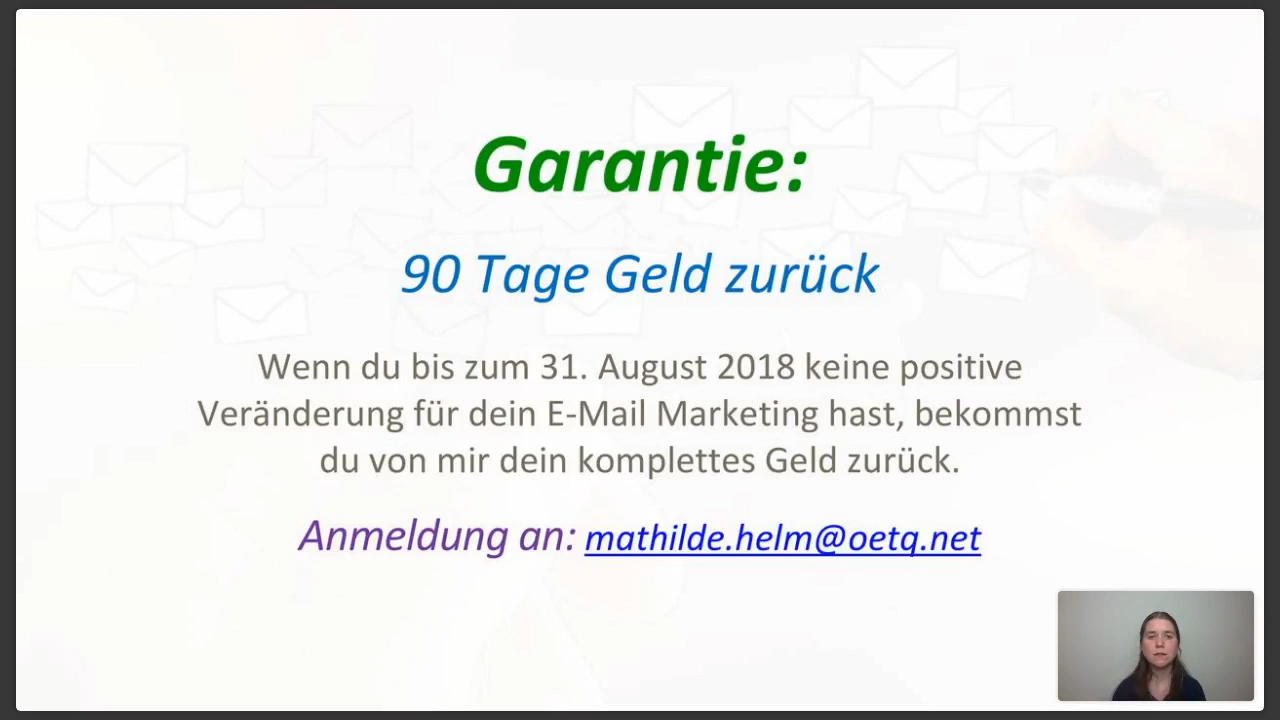 Garantie:
90 Tage Geld zurück
Wenn du bis zum 31. August 2018 keine positive
Veränderung für dein E-Mail Marketing hast, bekommst
du von mir dein komplettes Geld zurück.
Anmeldung an: mathilde.helm@oetq.net